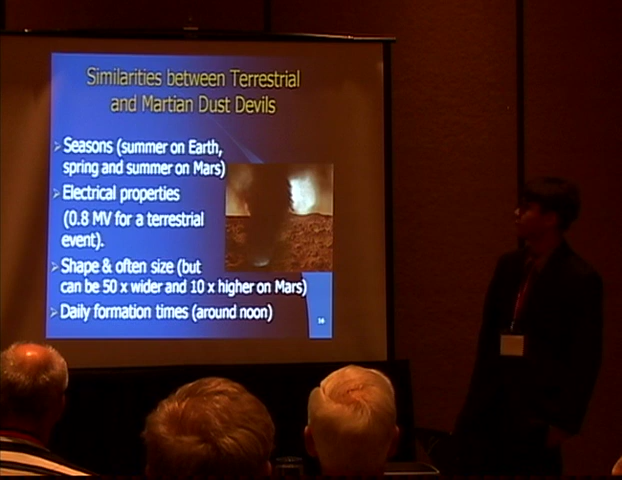 Similarities between Terrestrial
and Martian Dust Devils
➢ Seasons (summer on Earth,
spring and summer on Mars)
➢ Electrical properties
(0.8 MV for a terrestrial
event).
➢ Shape & often size (but
can be 50 x wider and 10 x higher on Mars)
➢ Daily formation times (around noon)
16